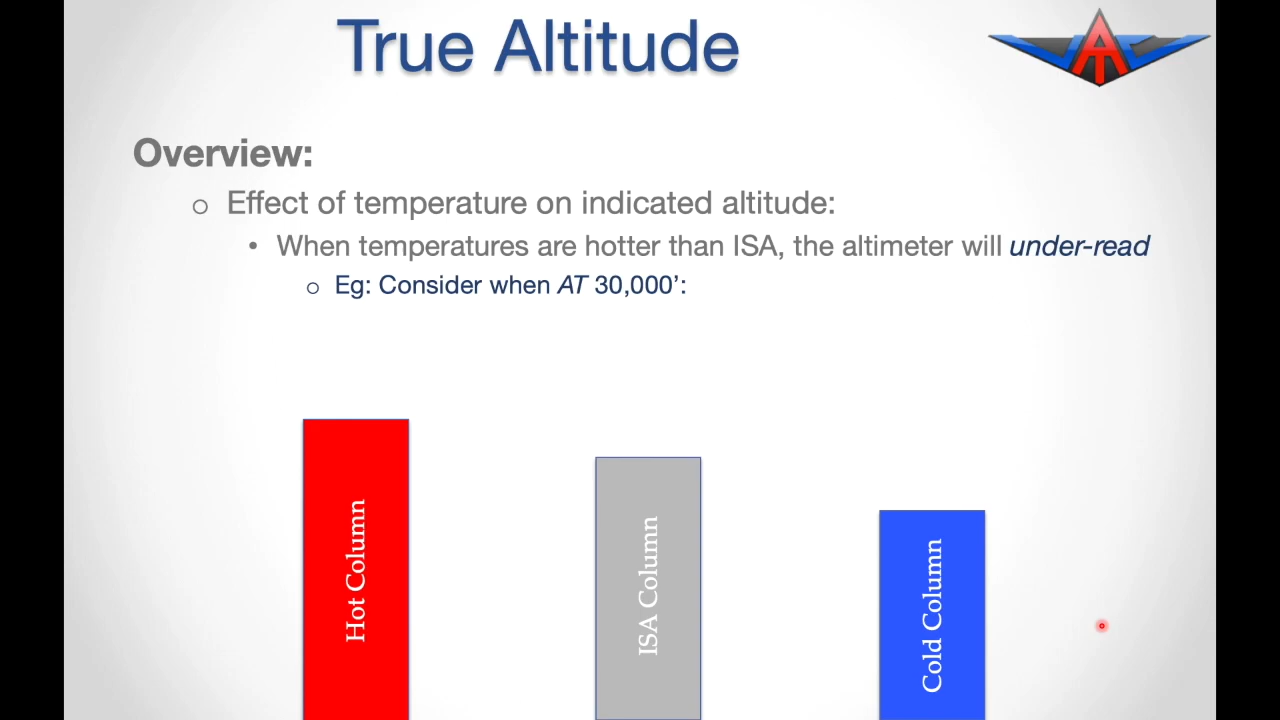 True Altitude
Overview:
Effect of temperature on indicated altitude:
When temperatures are hotter than ISA, the altimeter will under-read
Eg: Consider when AT 30,000’:
Hot Column
ISA Column
Cold Column